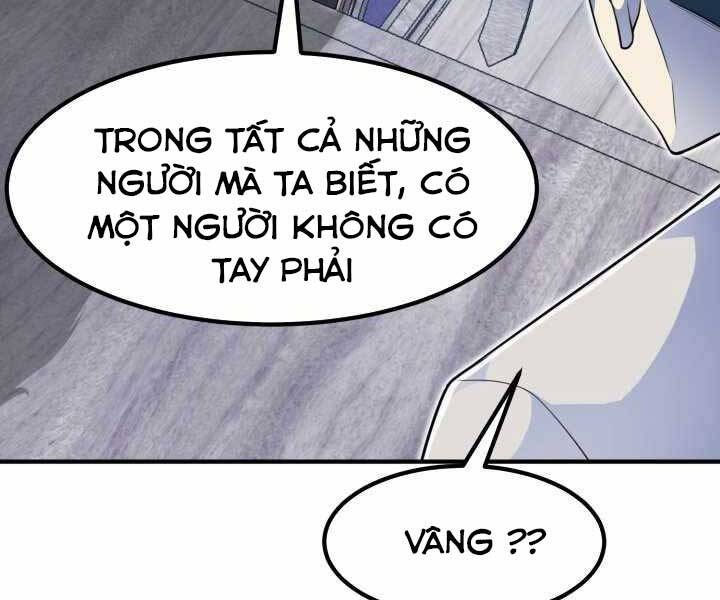 TRONG TẤT CẢ NHỮNG
NGƯỜI MÀ TA BIẾT, CÓ
MỘT NGƯỜI KHÔNG CÓ
TAY PHẢI
VÂNG ??